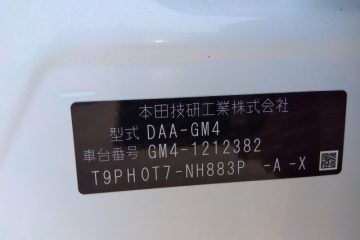 本田技研工業株式会社
型式 DAA-GM4
車台番号 GM4-1212382
T9PH0T7-NH883P -A -X